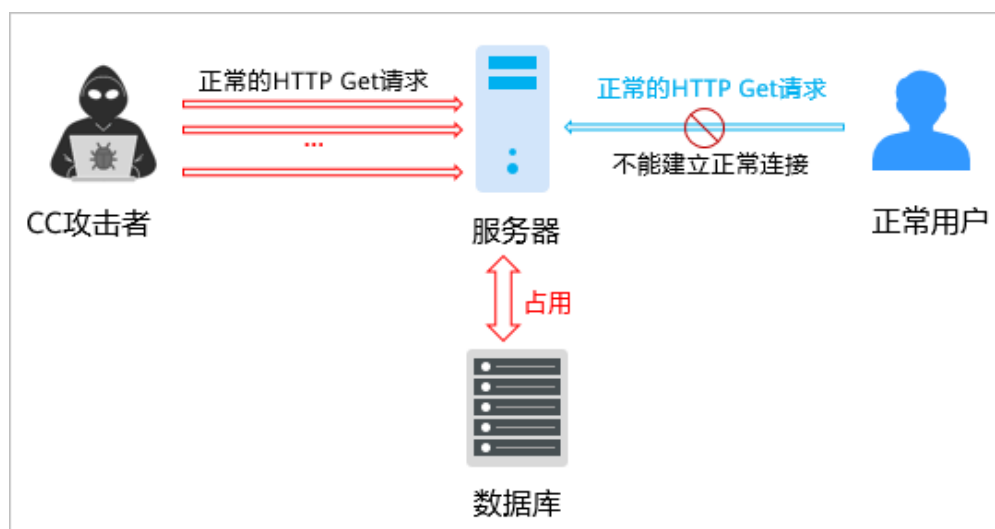 正常的HTTP Get请求
...
CC攻击者
服务器
正常的HTTP Get请求
不能建立正常连接
正常用户
占用
数据库